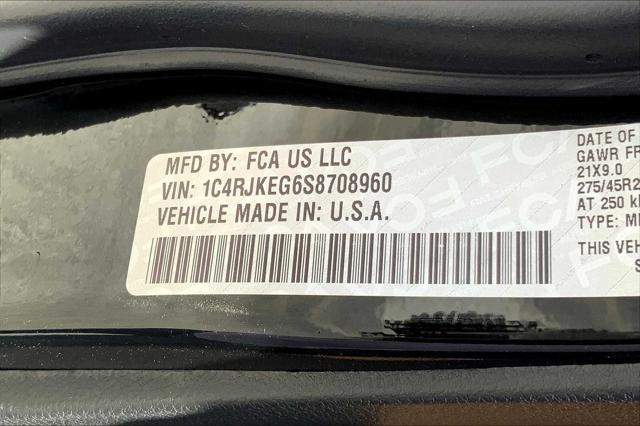 MFD BY: FCA US LLC
VIN: 1C4RJKEG6S8708960
VEHICLE MADE IN: U.S.A.
DATE OF
GAWR FR
21X9.0
275/45R2
AT 250 k
TYPE: M
THIS VEH
S